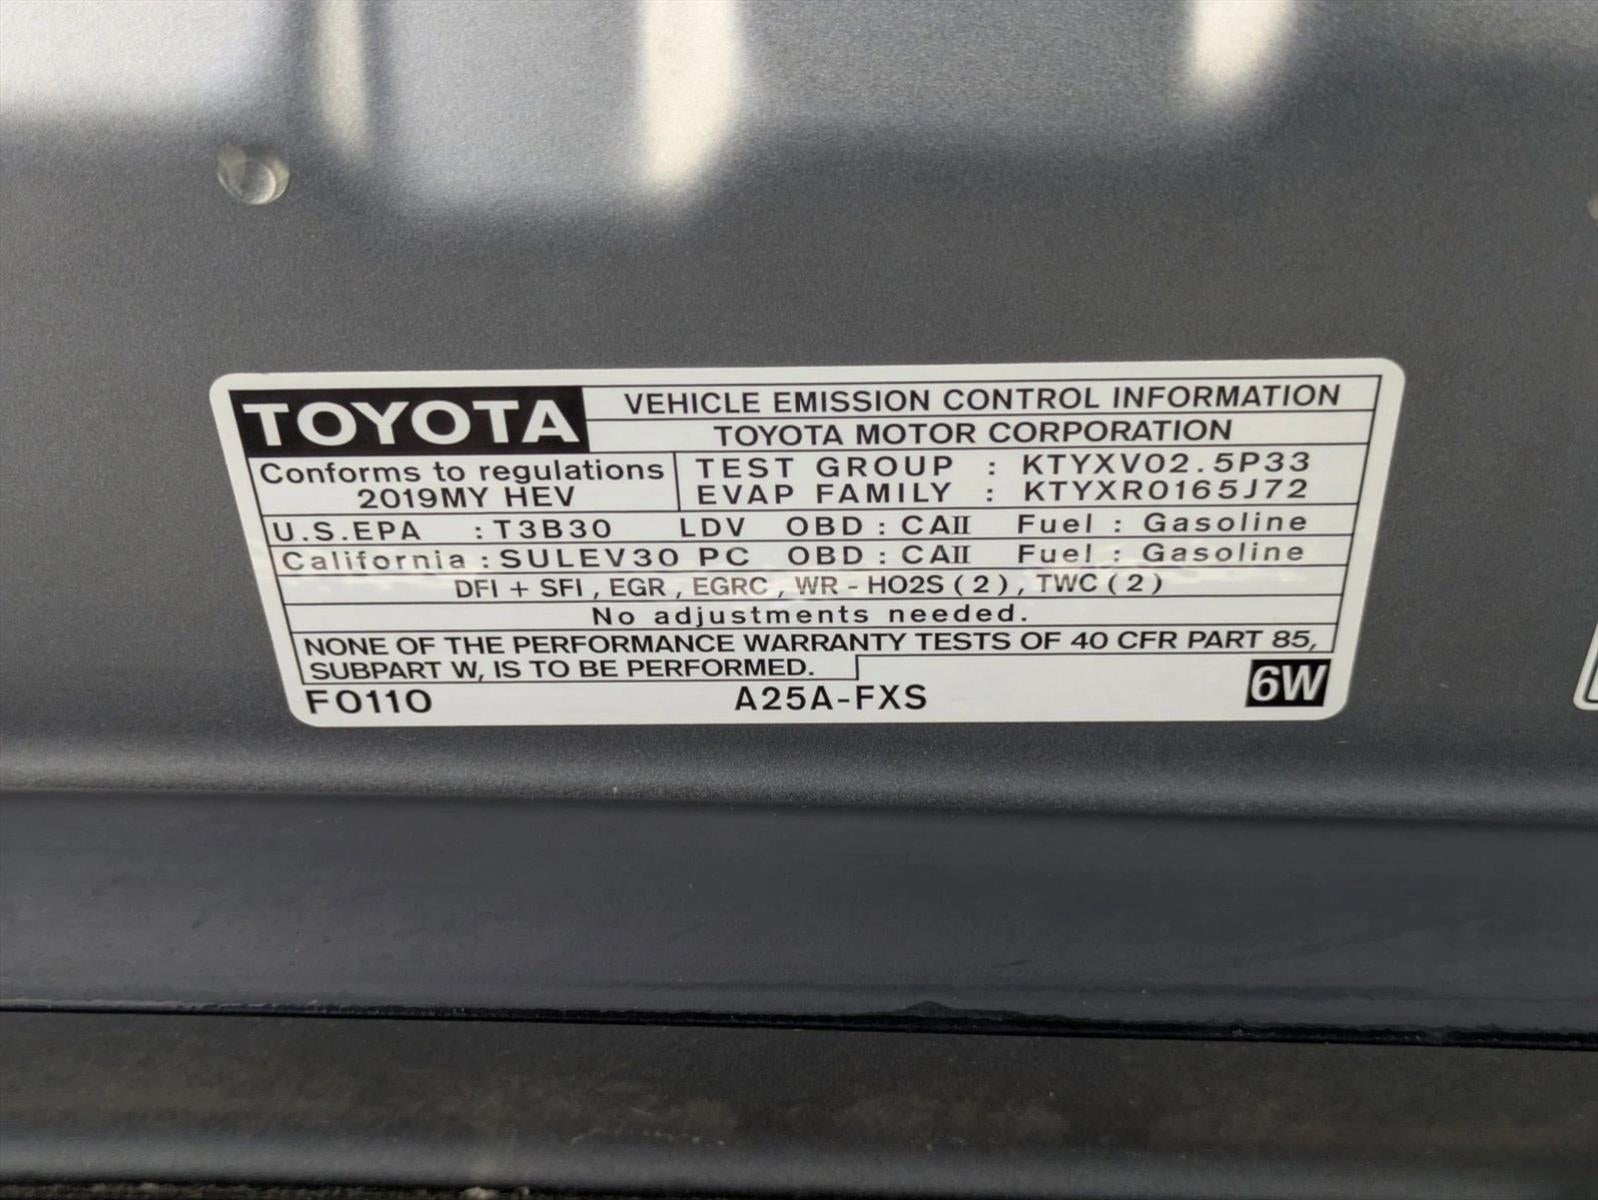 TOYOTA
VEHICLE EMISSION CONTROL INFORMATION
TOYOTA MOTOR CORPORATION
Conforms to regulations
2019MY HEV
TEST GROUP : KTYXV02.5P33
EVAP FAMILY : KTYXR0165J72
U.S.EPA : T3B30 LDV OBD : CAII Fuel : Gasoline
California : SULEV30 PC OBD : CAII Fuel : Gasoline
DFI + SFI , EGR , EGRC , WR - HO2S ( 2 ) , TWC ( 2 )
No adjustments needed.
NONE OF THE PERFORMANCE WARRANTY TESTS OF 40 CFR PART 85,
SUBPART W, IS TO BE PERFORMED.
F0110 A25A-FXS 6W